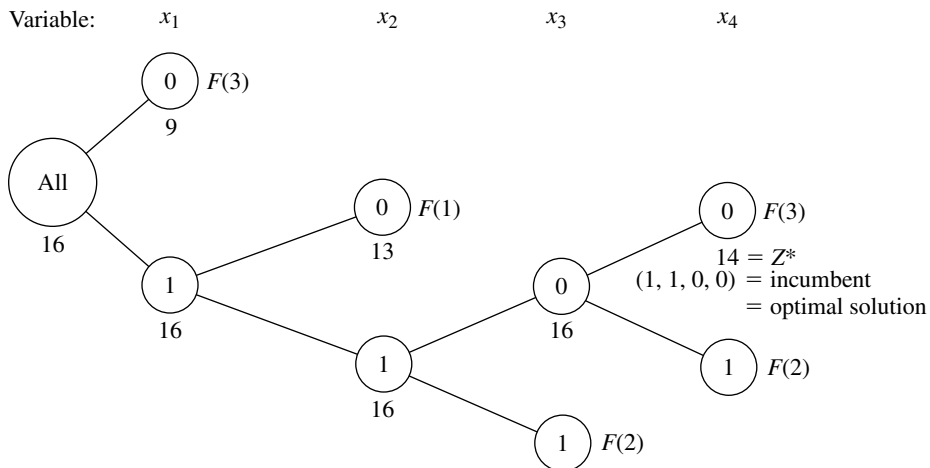 Variable: x₁ x₂ x₃ x₄
0 F(3)
9
All
16
0 F(1)
13
0 F(3)
14 = Z*
(1, 1, 0, 0) = incumbent
= optimal solution
1
16
0
16
1
16
1 F(2)
1 F(2)